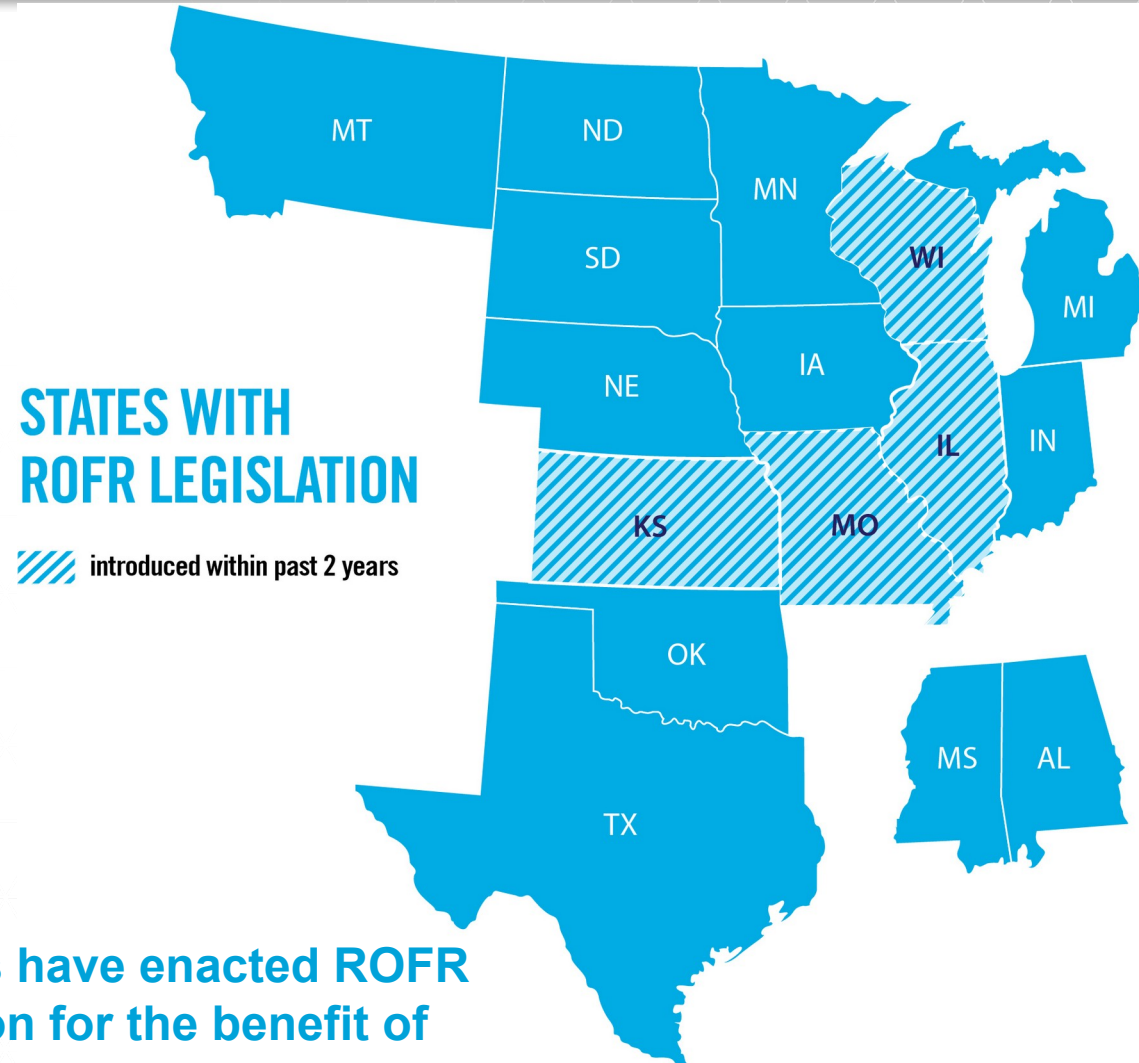 MT
ND
MN
WI
SD
MI
IA
NE
STATES WITH
ROFR LEGISLATION
IL
IN
KS
MO
introduced within past 2 years
OK
MS
AL
TX
have enacted ROFR
for the benefit of